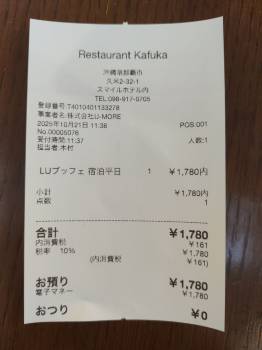 Restaurant Kafuka
沖縄県那覇市
久米2-32-1
スマイルホテル内
TEL:098-917-0705
登録番号:T4010401133278
事業者名:株式会社U-MORE
2025年10月21日 11:38 POS:001
No.00005078
受付時間:11:37 人数:1
担当者:木村
LUブッフェ 宿泊平日 1 ¥1,780円
小計 ¥1,780円
点数 1
合計 ¥1,780
内消費税 ¥161
税率 10% ¥1,780
(内消費税 ¥161)
お預り ¥1,780
電子マネー ¥1,780
おつり ¥0